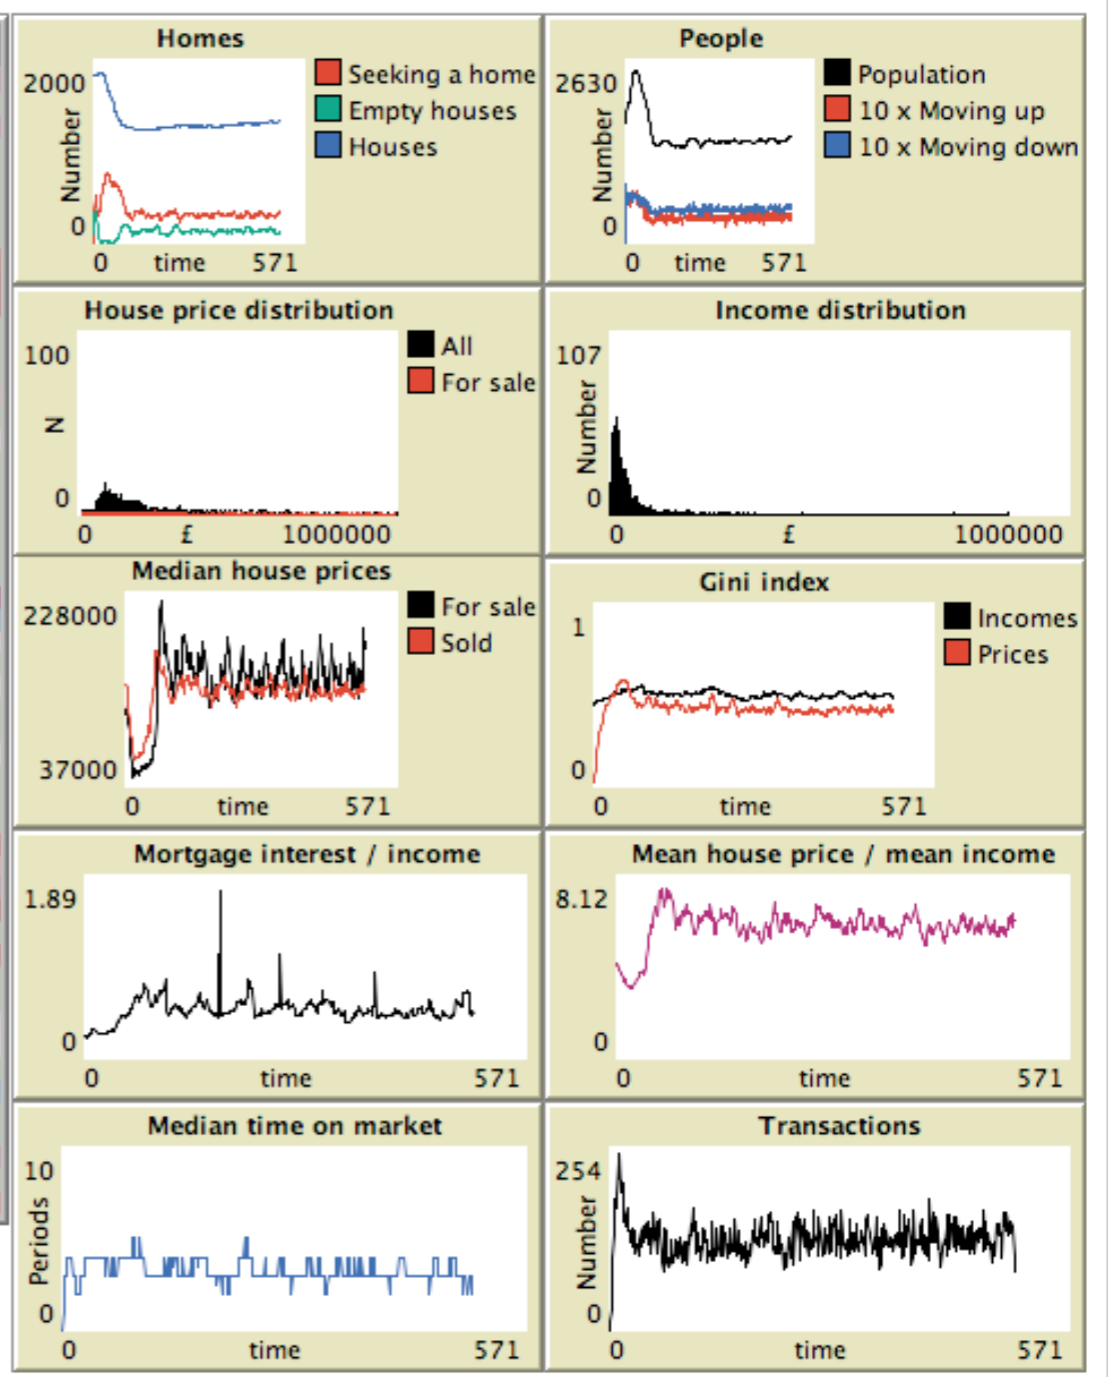 Homes
2000
Number
0
0 time 571
Seeking a home
Empty houses
Houses
People
2630
Number
0
0 time 571
Population
10 x Moving up
10 x Moving down
House price distribution
100
N
0
0 £ 1000000
All
For sale
Income distribution
107
Number
0
0 £ 1000000
Median house prices
228000
37000
0 time 571
For sale
Sold
Gini index
1
0
0 time 571
Incomes
Prices
Mortgage interest / income
1.89
0
0 time 571
Mean house price / mean income
8.12
0
0 time 571
Median time on market
10
Periods
0
0 time 571
Transactions
254
Number
0
0 time 571